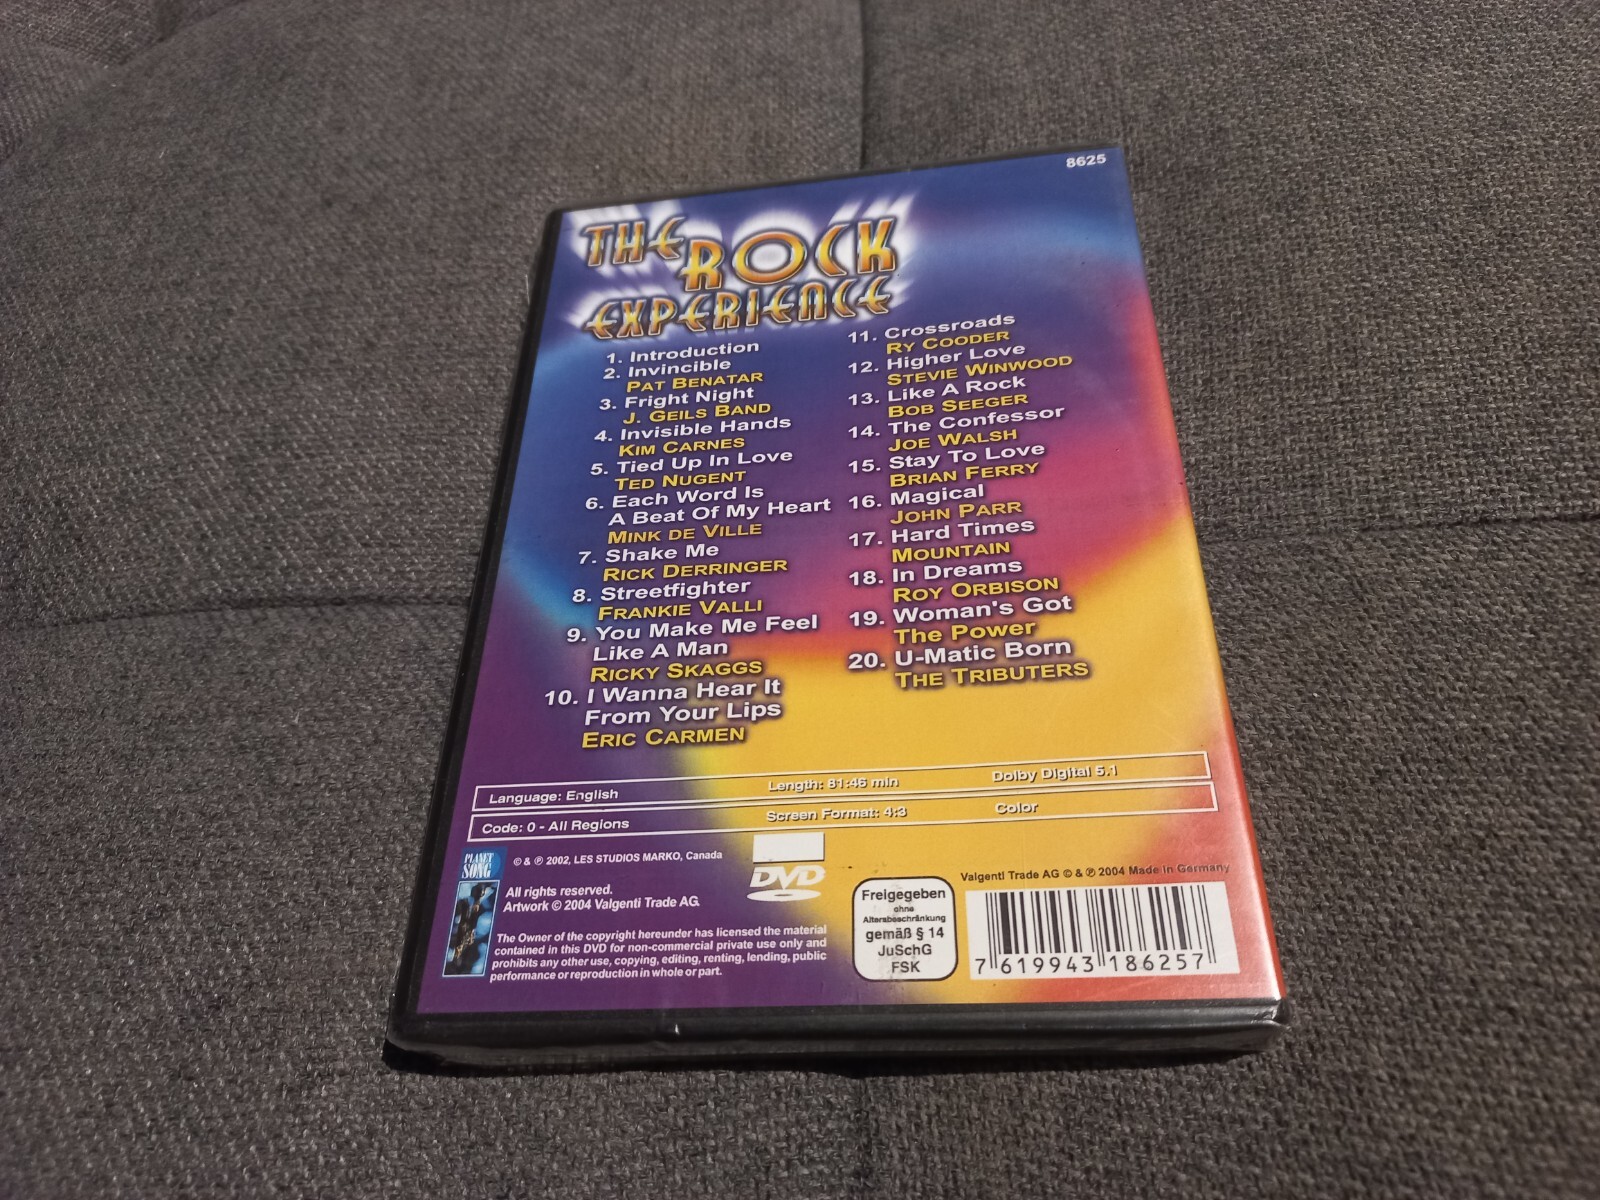 8625
THE ROCK
EXPERIENCE
1. Introduction
2. Invincible
PAT BENATAR
3. Fright Night
J. GEILS BAND
4. Invisible Hands
KIM CARNES
5. Tied Up In Love
TED NUGENT
6. Each Word Is
A Beat Of My Heart
MINK DE VILLE
7. Shake Me
RICK DERRINGER
8. Streetfighter
FRANKIE VALLI
9. You Make Me Feel
Like A Man
RICKY SKAGGS
10. I Wanna Hear It
From Your Lips
ERIC CARMEN
11. Crossroads
RY COODER
12. Higher Love
STEVIE WINWOOD
13. Like A Rock
BOB SEEGER
14. The Confessor
JOE WALSH
15. Stay To Love
BRIAN FERRY
16. Magical
JOHN PARR
17. Hard Times
MOUNTAIN
18. In Dreams
ROY ORBISON
19. Woman's Got
The Power
20. U-Matic Born
THE TRIBUTERS
Language: English Length: 81:46 min Dolby Digital 5.1
Code: 0 - All Regions Screen Format: 4:3 Color
PLANET
SONG
© & ℗ 2002, LES STUDIOS MARKO, Canada
All rights reserved.
Artwork © 2004 Valgenti Trade AG.
The Owner of the copyright hereunder has licensed the material
contained in this DVD for non-commercial private use only and
prohibits any other use, copying, editing, renting, lending, public
performance or reproduction in whole or part.
DVD
Freigegeben
ohne
Altersbeschränkung
gemäß § 14
JuSchG
FSK
Valgenti Trade AG © & ℗ 2004 Made in Germany
7 619943 186257